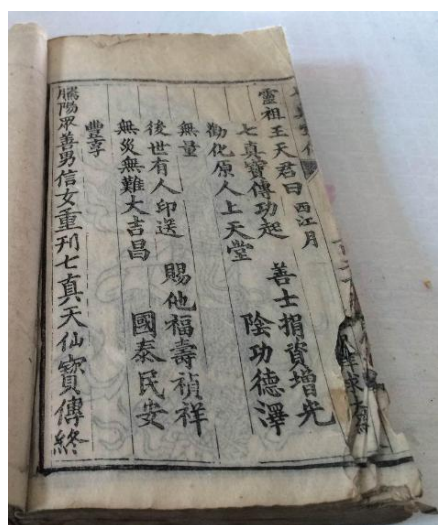 靈祖王天君曰 西江月
七真寶傳功起 善士捐資增光
勸化原人上天堂 陰功德澤
無量
後世有人印送 賜他福壽禎祥
無災無難大吉昌 國泰民安
豐享
騰陽眾善男信女重刊七真天仙寶傳終